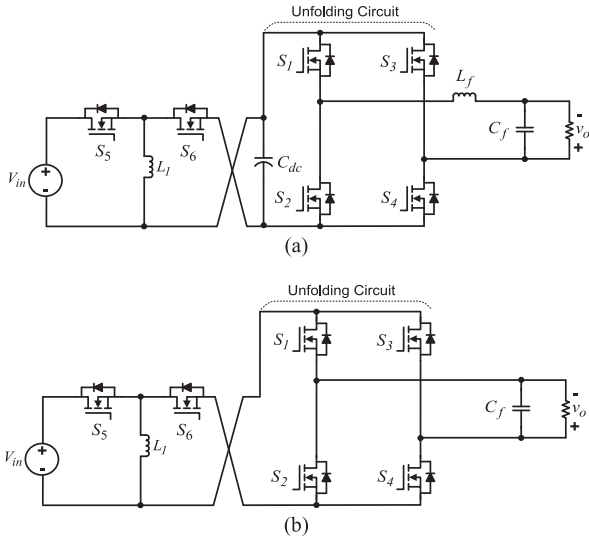 Unfolding Circuit
S1
S3
Lf
-
Cf
vo
+
S5
S6
L1
Cdc
S2
S4
Vin
+
-
(a)
Unfolding Circuit
S1
S3
-
Cf
vo
+
S5
S6
L1
S2
S4
Vin
+
-
(b)